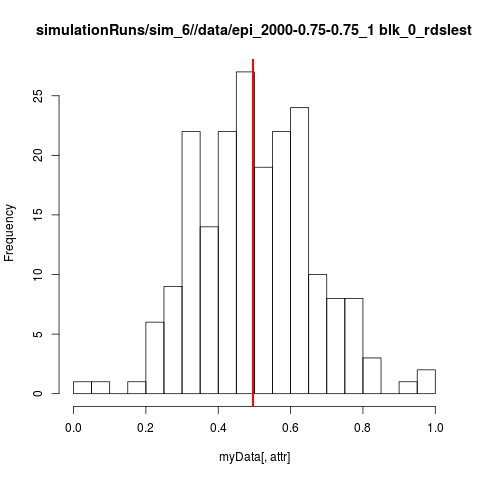 simulationRuns/sim_6//data/epi_2000-0.75-0.75_1 blk_0_rdslest
Frequency
25
20
15
10
5
0
0.0 0.2 0.4 0.6 0.8 1.0
myData[, attr]